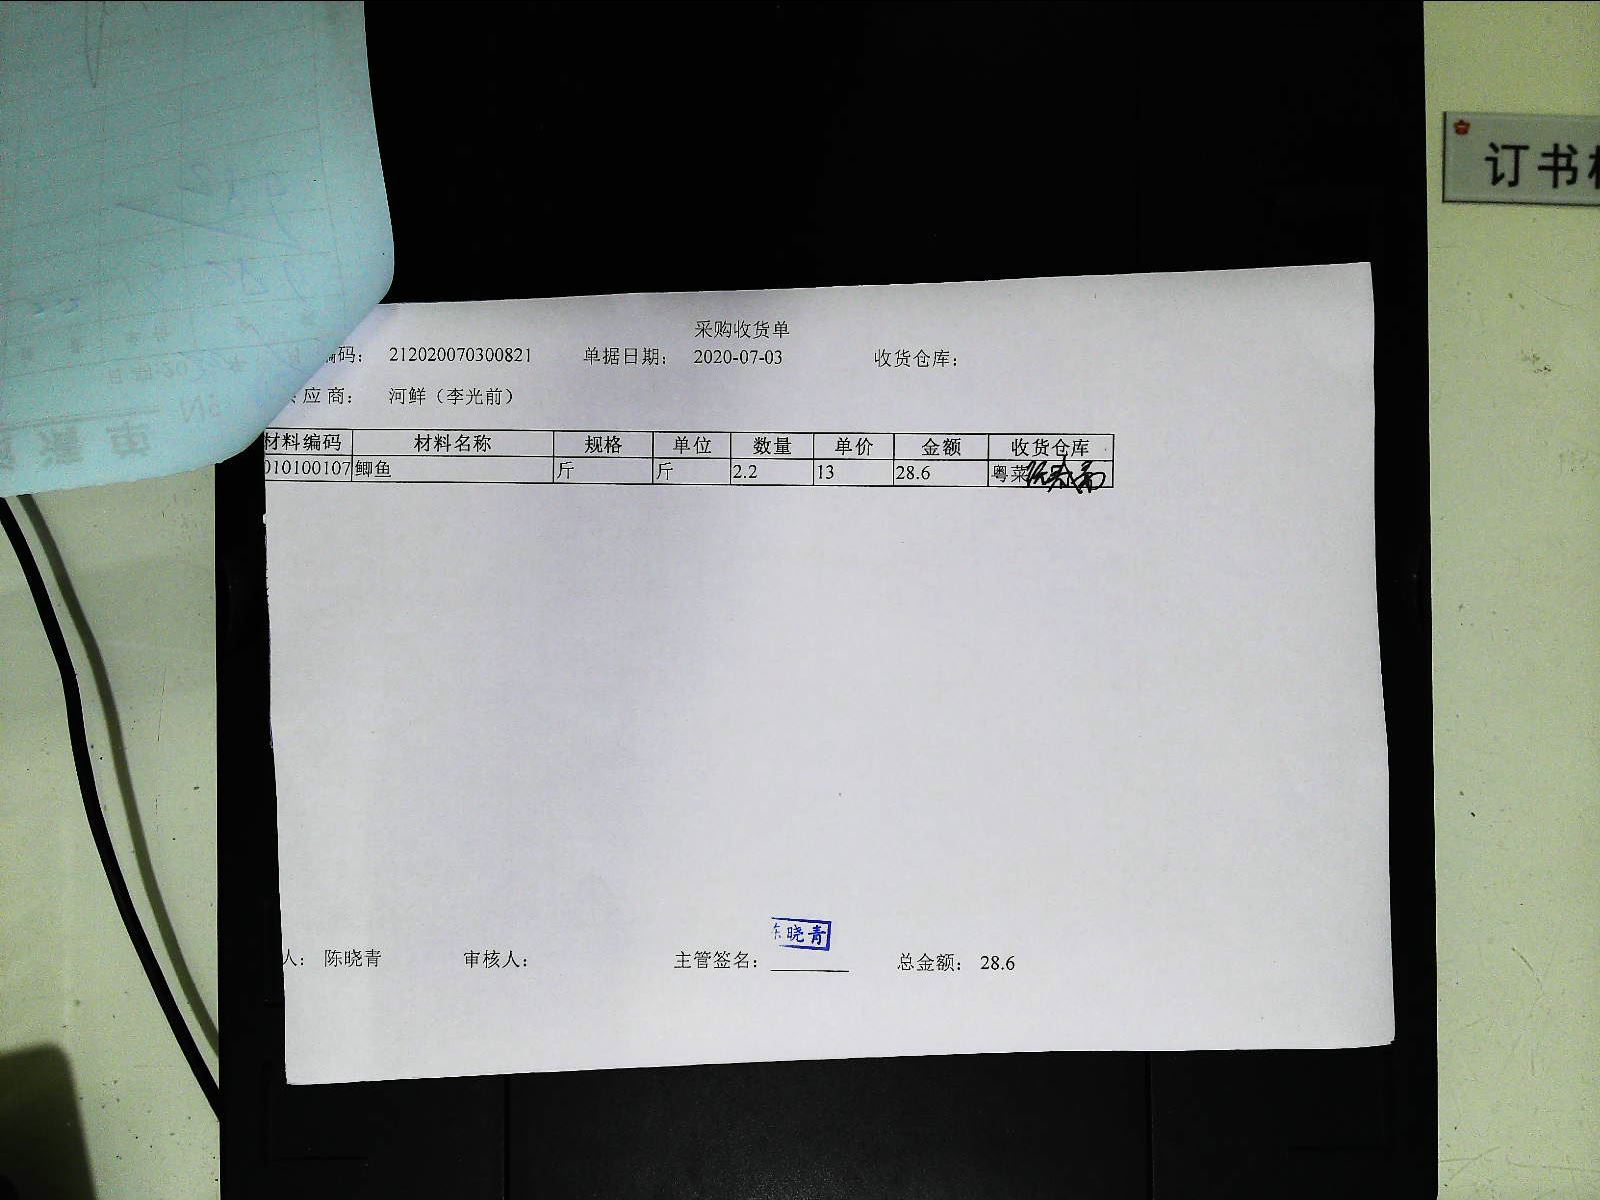 订书
采购收货单
编码： 212020070300821 单据日期： 2020-07-03 收货仓库：
应商： 河鲜（李光前）
材料编码 材料名称 规格 单位 数量 单价 金额 收货仓库
010100107 鲫鱼 斤 斤 2.2 13 28.6 粤菜
晓青
人： 陈晓青 审核人： 主管签名： 总金额： 28.6